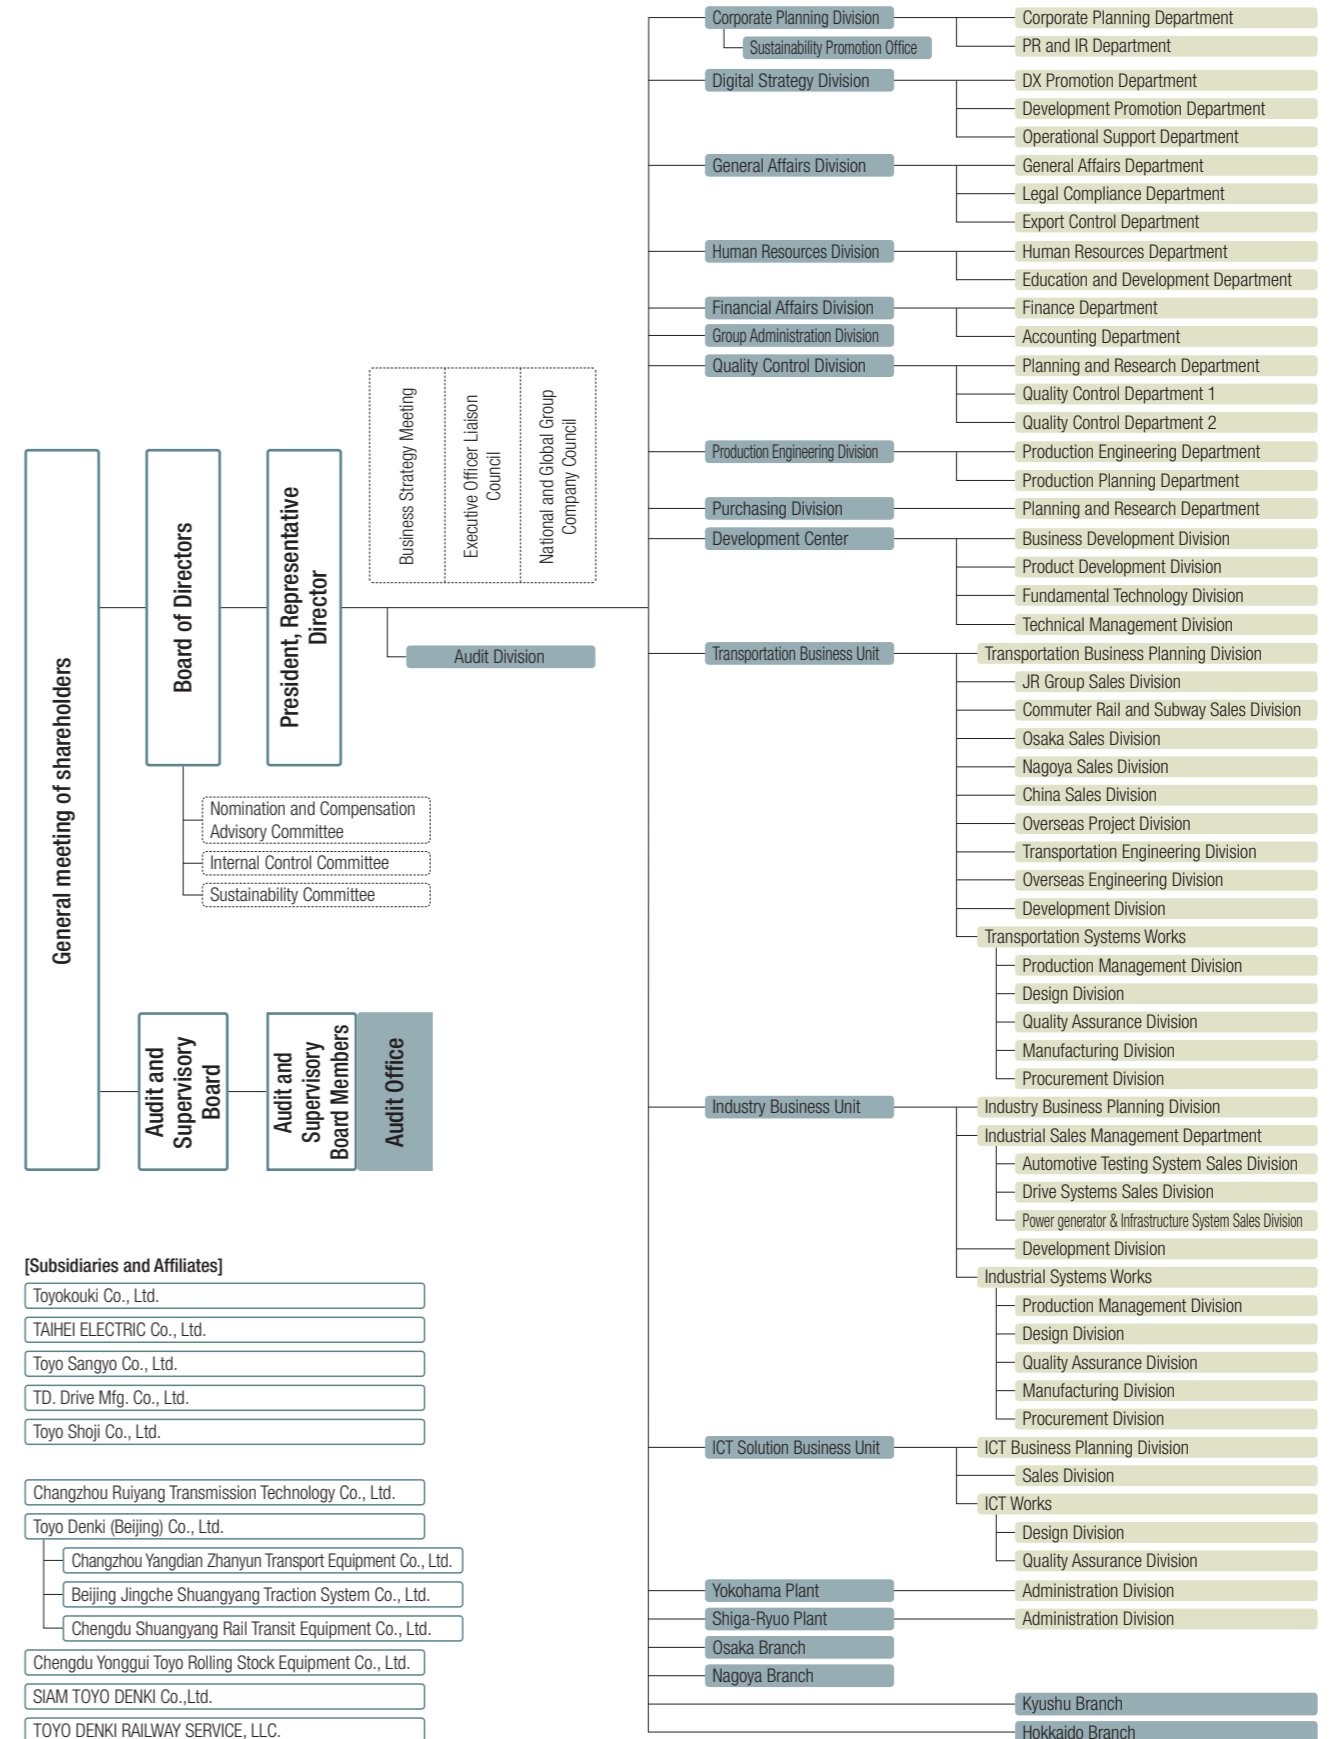 General meeting of shareholders
Board of Directors
President, Representative
Director
Business Strategy Meeting
Executive Officer Liaison
Council
National and Global Group
Company Council
Audit Division
Nomination and Compensation
Advisory Committee
Internal Control Committee
Sustainability Committee
Audit and
Supervisory
Board
Audit and
Supervisory
Board Members
Audit Office
[Subsidiaries and Affiliates]
Toyokouki Co., Ltd.
TAIHEI ELECTRIC Co., Ltd.
Toyo Sangyo Co., Ltd.
TD. Drive Mfg. Co., Ltd.
Toyo Shoji Co., Ltd.
Changzhou Ruiyang Transmission Technology Co., Ltd.
Toyo Denki (Beijing) Co., Ltd.
Changzhou Yangdian Zhanyun Transport Equipment Co., Ltd.
Beijing Jingche Shuangyang Traction System Co., Ltd.
Chengdu Shuangyang Rail Transit Equipment Co., Ltd.
Chengdu Yonggui Toyo Rolling Stock Equipment Co., Ltd.
SIAM TOYO DENKI Co.,Ltd.
TOYO DENKI RAILWAY SERVICE, LLC.
Corporate Planning Division
Sustainability Promotion Office
Corporate Planning Department
PR and IR Department
Digital Strategy Division
DX Promotion Department
Development Promotion Department
Operational Support Department
General Affairs Division
General Affairs Department
Legal Compliance Department
Export Control Department
Human Resources Division
Human Resources Department
Education and Development Department
Financial Affairs Division
Finance Department
Accounting Department
Group Administration Division
Quality Control Division
Planning and Research Department
Quality Control Department 1
Quality Control Department 2
Production Engineering Division
Production Engineering Department
Production Planning Department
Purchasing Division
Planning and Research Department
Development Center
Business Development Division
Product Development Division
Fundamental Technology Division
Technical Management Division
Transportation Business Unit
Transportation Business Planning Division
JR Group Sales Division
Commuter Rail and Subway Sales Division
Osaka Sales Division
Nagoya Sales Division
China Sales Division
Overseas Project Division
Transportation Engineering Division
Overseas Engineering Division
Development Division
Transportation Systems Works
Production Management Division
Design Division
Quality Assurance Division
Manufacturing Division
Procurement Division
Industry Business Unit
Industry Business Planning Division
Industrial Sales Management Department
Automotive Testing System Sales Division
Drive Systems Sales Division
Power generator & Infrastructure System Sales Division
Development Division
Industrial Systems Works
Production Management Division
Design Division
Quality Assurance Division
Manufacturing Division
Procurement Division
ICT Solution Business Unit
ICT Business Planning Division
Sales Division
ICT Works
Design Division
Quality Assurance Division
Yokohama Plant
Administration Division
Shiga-Ryuo Plant
Administration Division
Osaka Branch
Nagoya Branch
Kyushu Branch
Hokkaido Branch